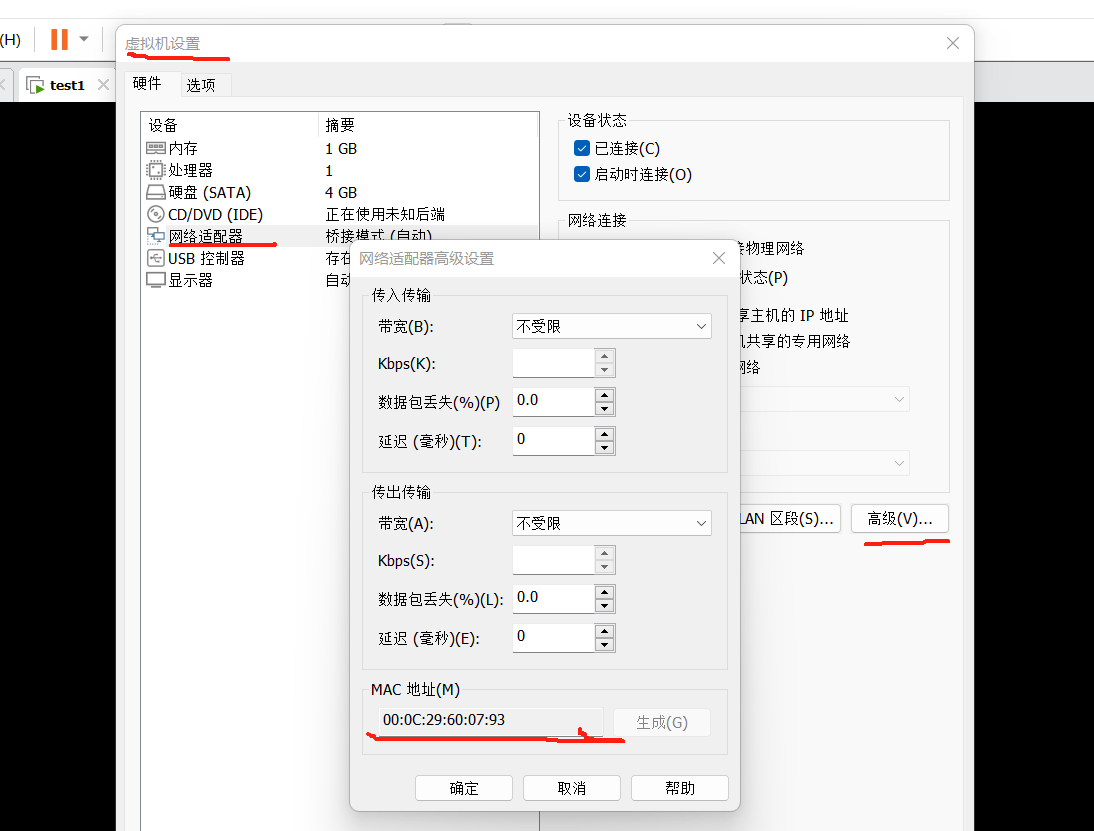 (H)
虚拟机设置
test1
硬件 选项
设备 摘要
内存 1 GB
处理器 1
硬盘 (SATA) 4 GB
CD/DVD (IDE) 正在使用未知后端
网络适配器 桥接模式 (自动)
USB 控制器 存在
显示器 自动
设备状态
已连接(C)
启动时连接(O)
网络连接
接物理网络
状态(P)
享主机的 IP 地址
机共享的专用网络
网络
LAN 区段(S)... 高级(V)...
网络适配器高级设置
传入传输
带宽(B): 不受限
Kbps(K):
数据包丢失(%)(P) 0.0
延迟 (毫秒)(T): 0
传出传输
带宽(A): 不受限
Kbps(S):
数据包丢失(%)(L): 0.0
延迟 (毫秒)(E): 0
MAC 地址(M)
00:0C:29:60:07:93 生成(G)
确定 取消 帮助